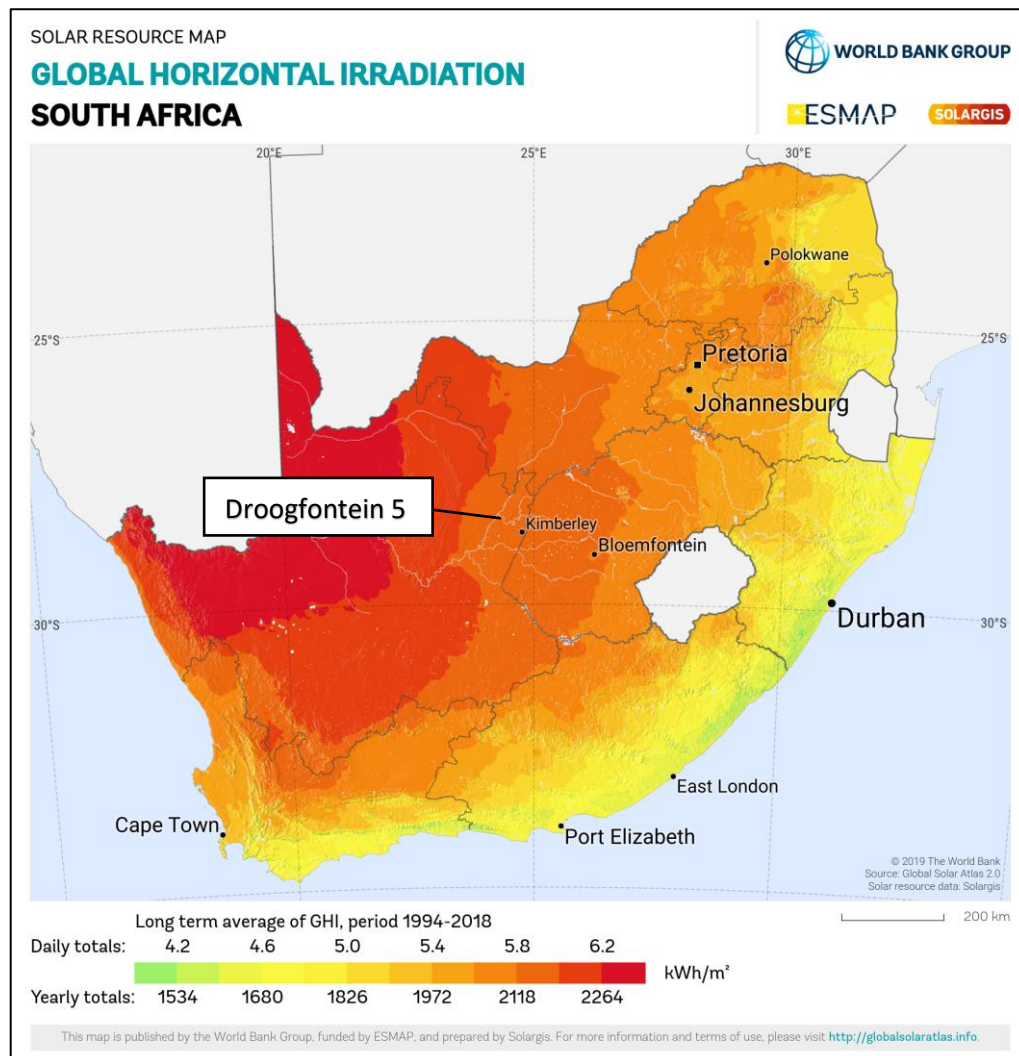 SOLAR RESOURCE MAP
GLOBAL HORIZONTAL IRRADIATION
SOUTH AFRICA
WORLD BANK GROUP
ESMAP
SOLARGIS
20°E
25°E
30°E
Polokwane
25°S
25°S
Pretoria
Johannesburg
Droogfontein 5
Kimberley
Bloemfontein
Durban
30°S
30°S
East London
Cape Town
Port Elizabeth
© 2019 The World Bank
Source: Global Solar Atlas 2.0
Solar resource data: Solargis
Long term average of GHI, period 1994-2018
200 km
Daily totals: 4.2 4.6 5.0 5.4 5.8 6.2
kWh/m²
Yearly totals: 1534 1680 1826 1972 2118 2264
This map is published by the World Bank Group, funded by ESMAP, and prepared by Solargis. For more information and terms of use, please visit http://globalsolaratlas.info.